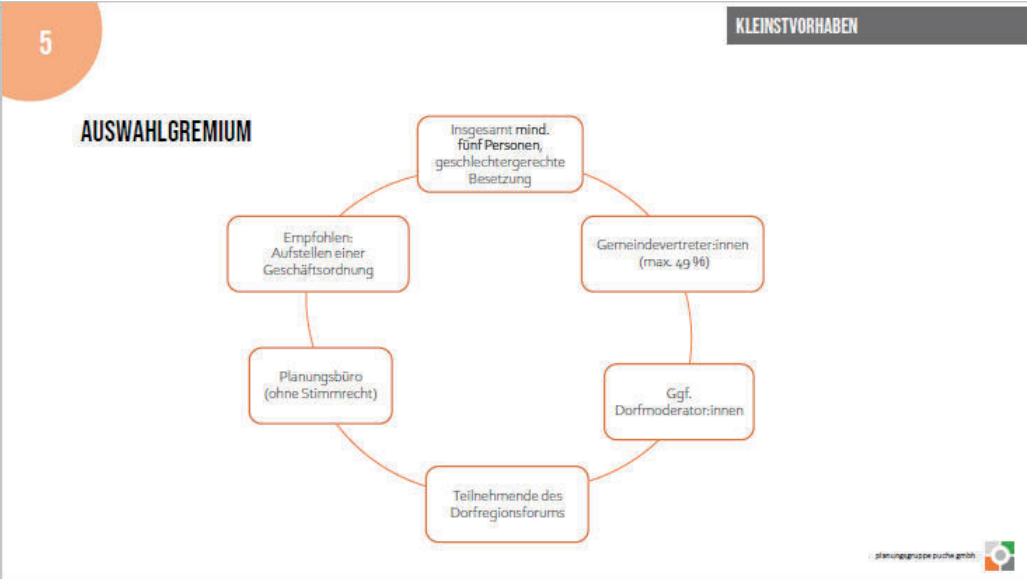 5
KLEINSTVORHABEN
AUSWAHLGREMIUM
Insgesamt mind.
fünf Personen,
geschlechtergerechte
Besetzung
Gemeindevertreter:innen
(max. 49 %)
Ggf.
Dorfmoderator:innen
Teilnehmende des
Dorfregionsforums
Planungsbüro
(ohne Stimmrecht)
Empfohlen:
Aufstellen einer
Geschäftsordnung
planungsgruppe puche gmbh